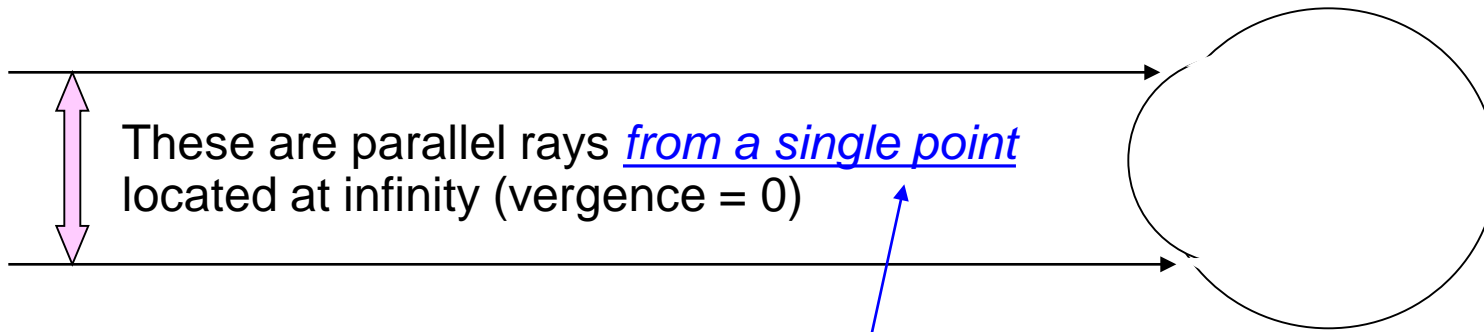 These are parallel rays from a single point
located at infinity (vergence = 0)